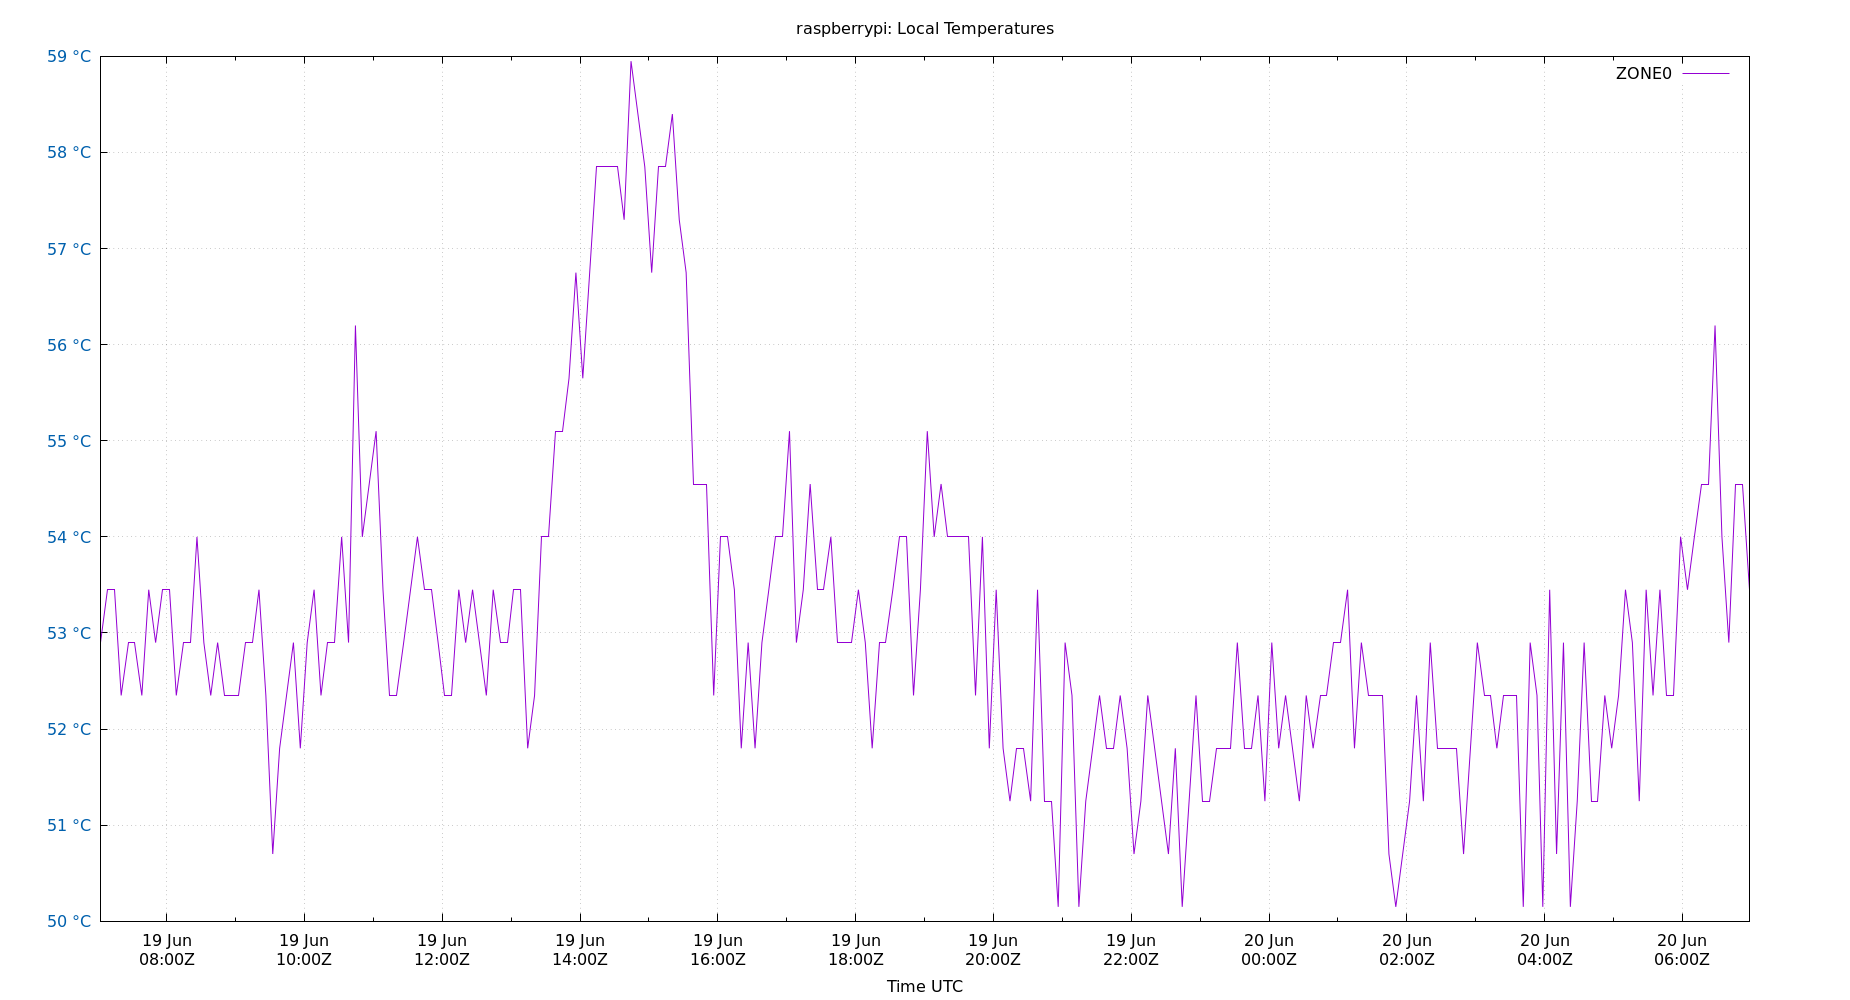 raspberrypi: Local Temperatures
59 °C
ZONE0
58 °C
57 °C
56 °C
55 °C
54 °C
53 °C
52 °C
51 °C
50 °C
19 Jun 19 Jun 19 Jun 19 Jun 19 Jun 19 Jun 19 Jun 19 Jun 20 Jun 20 Jun 20 Jun 20 Jun
08:00Z 10:00Z 12:00Z 14:00Z 16:00Z 18:00Z 20:00Z 22:00Z 00:00Z 02:00Z 04:00Z 06:00Z
Time UTC